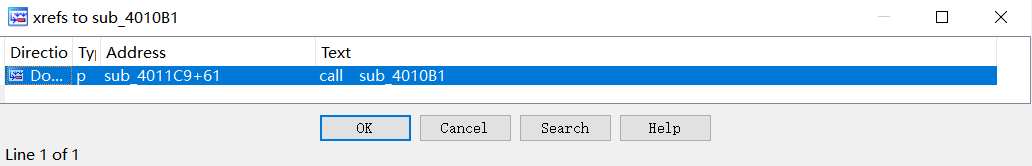 xrefs to sub_4010B1
Directio Ty Address Text
Do... p sub_4011C9+61 call sub_4010B1
OK Cancel Search Help
Line 1 of 1